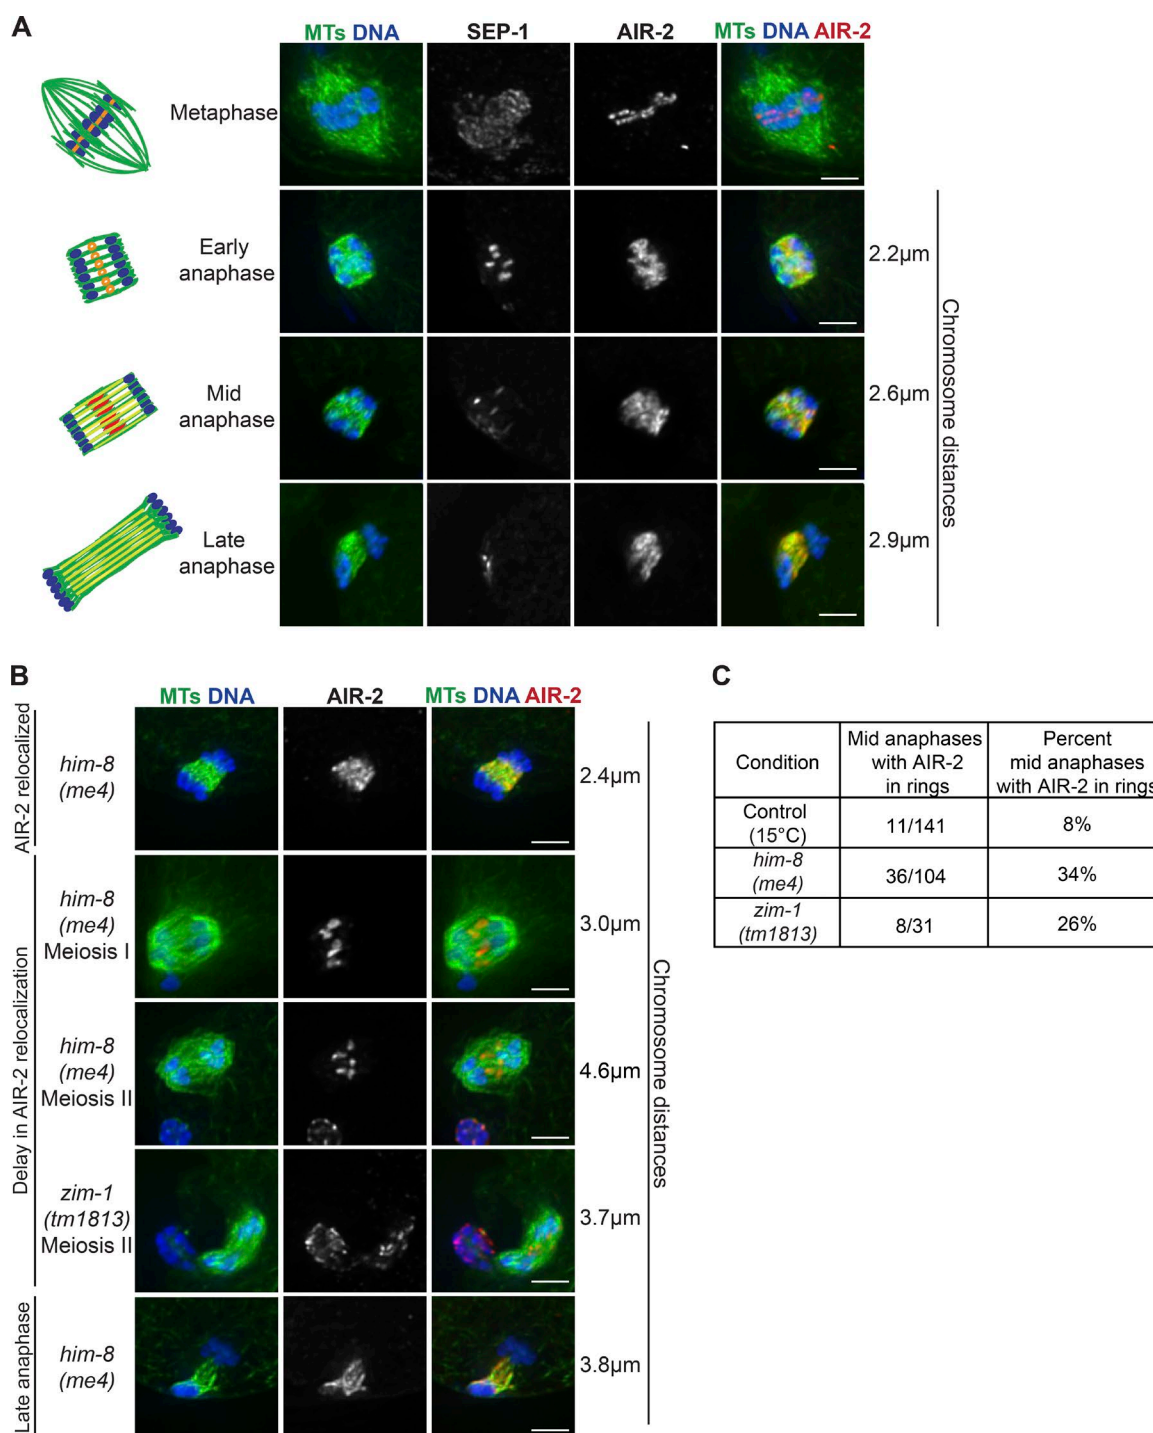 A
MTs DNA
SEP-1
AIR-2
MTs DNA AIR-2
Metaphase
Early
anaphase
2.2µm
Mid
anaphase
2.6µm
Late
anaphase
2.9µm
Chromosome distances
B
MTs DNA
AIR-2
MTs DNA AIR-2
AIR-2 relocalized
him-8
(me4)
2.4µm
Delay in AIR-2 relocalization
him-8
(me4)
Meiosis I
3.0µm
him-8
(me4)
Meiosis II
4.6µm
zim-1
(tm1813)
Meiosis II
3.7µm
Late anaphase
him-8
(me4)
3.8µm
Chromosome distances
C
Condition
Mid anaphases
with AIR-2
in rings
Percent
mid anaphases
with AIR-2 in rings
Control
(15°C)
11/141
8%
him-8
(me4)
36/104
34%
zim-1
(tm1813)
8/31
26%